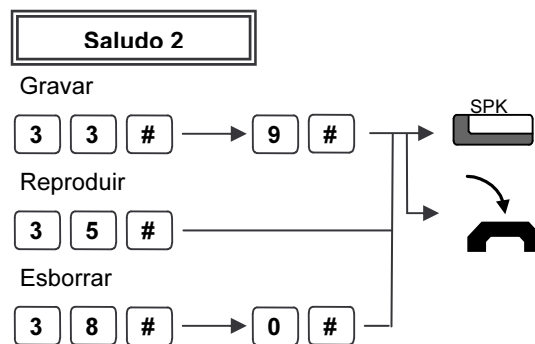 Saludo 2
Gravar
3 3 # 9 # SPK
Reproduir
3 5 #
Esborrar
3 8 # 0 #